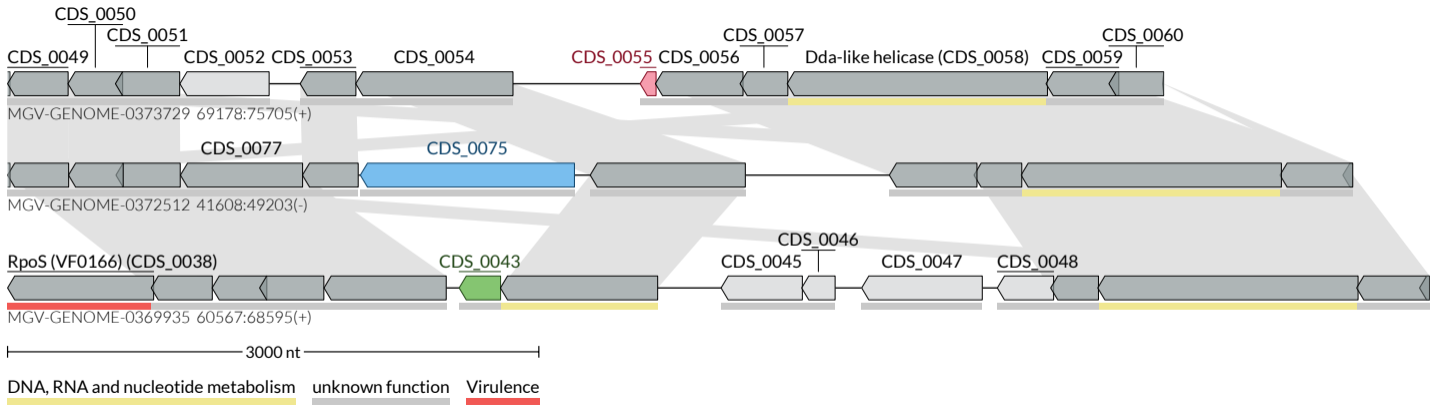 CDS_0050
CDS_0051
CDS_0057
CDS_0060
CDS_0049 CDS_0052 CDS_0053 CDS_0054 CDS_0055 CDS_0056 Dda-like helicase (CDS_0058) CDS_0059
MGV-GENOME-0373729 69178:75705(+)
CDS_0077 CDS_0075
MGV-GENOME-0372512 41608:49203(-)
CDS_0046
RpoS (VF0166) (CDS_0038) CDS_0043 CDS_0045 CDS_0047 CDS_0048
MGV-GENOME-0369935 60567:68595(+)
3000 nt
DNA, RNA and nucleotide metabolism unknown function Virulence